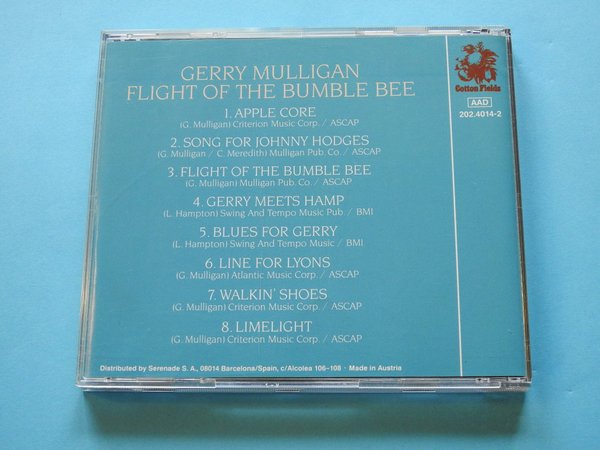 GERRY MULLIGAN
FLIGHT OF THE BUMBLE BEE
1. APPLE CORE
(G. Mulligan) Criterion Music Corp. / ASCAP
2. SONG FOR JOHNNY HODGES
(G. Mulligan / C. Meredith) Mulligan Pub. Co. / ASCAP
3. FLIGHT OF THE BUMBLE BEE
(G. Mulligan) Mulligan Pub. Co. / ASCAP
4. GERRY MEETS HAMP
(L. Hampton) Swing And Tempo Music Pub / BMI
5. BLUES FOR GERRY
(L. Hampton) Swing And Tempo Music / BMI
6. LINE FOR LYONS
(G. Mulligan) Atlantic Music Corp. / ASCAP
7. WALKIN' SHOES
(G. Mulligan) Criterion Music Corp. / ASCAP
8. LIMELIGHT
(G. Mulligan) Criterion Music Corp. / ASCAP
Distributed by Serenade S. A., 08014 Barcelona/Spain, c/Alcolea 106-108 · Made in Austria
Cotton Fields
AAD
202.4014-2